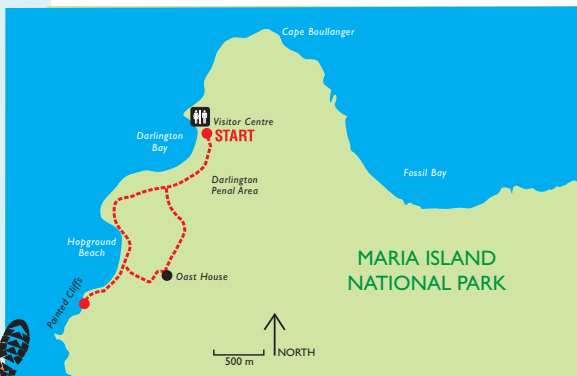 Cape Boullanger
Visitor Centre
START
Darlington
Bay
Darlington
Penal Area
Fossil Bay
Hopground
Beach
MARIA ISLAND
NATIONAL PARK
Oast House
Painted Cliffs
NORTH
500 m